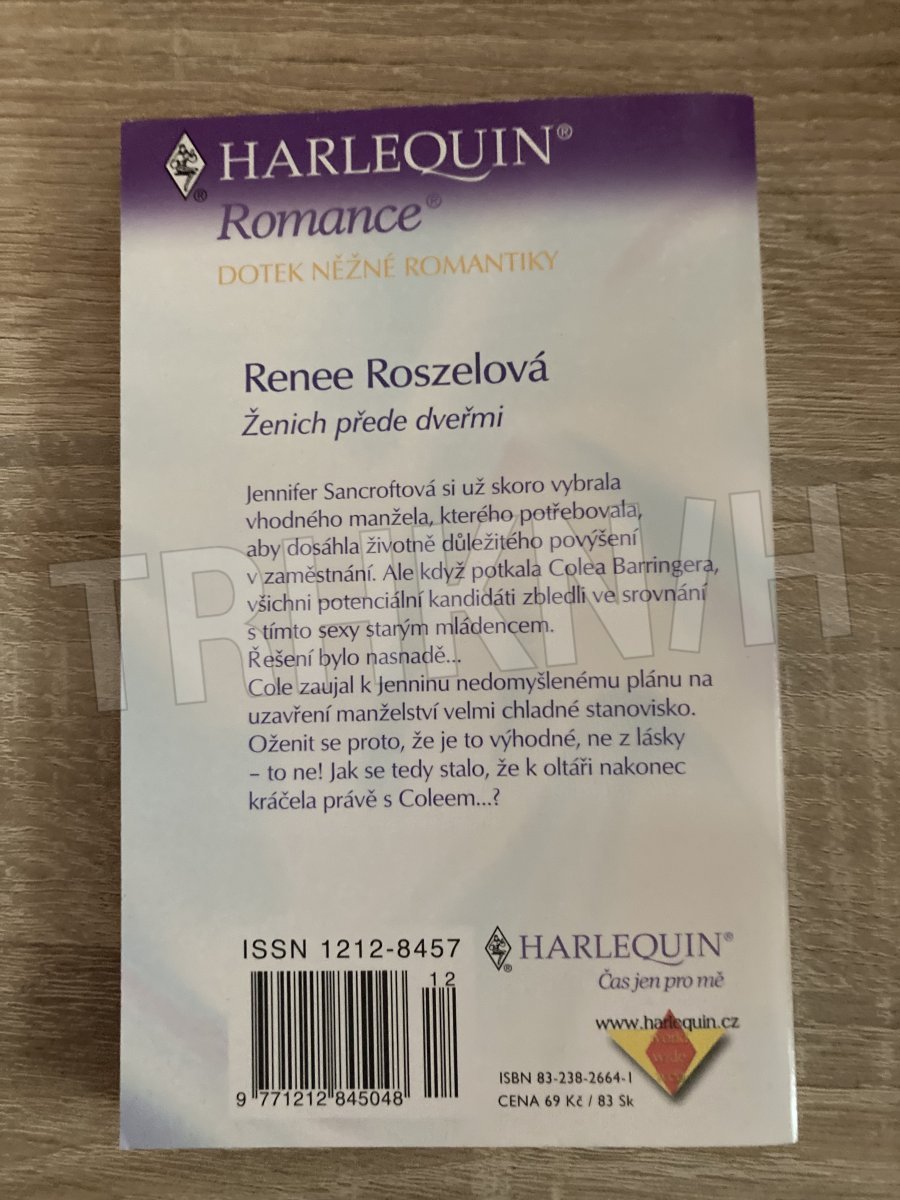 HARLEQUIN®
®
Romance®
DOTEK NĚŽNÉ ROMANTIKY
Renee Roszelová
Ženich přede dveřmi
Jennifer Sancroftová si už skoro vybrala
vhodného manžela, kterého potřebovala,
aby dosáhla životně důležitého povýšení
v zaměstnání. Ale když potkala Colea Barringera,
všichni potenciální kandidáti zbledli ve srovnání
s tímto sexy starým mládencem.
Řešení bylo nasnadě...
Cole zaujal k Jenninu nedomyšlenému plánu na
uzavření manželství velmi chladné stanovisko.
Oženit se proto, že je to výhodné, ne z lásky
– to ne! Jak se tedy stalo, že k oltáři nakonec
kráčela právě s Coleem...?
TRHKN/H
ISSN 1212-8457
12
9 771212 845048
HARLEQUIN®
®
Čas jen pro mě
www.harlequin.cz
world
wide
ISBN 83-238-2664-1
CENA 69 Kč / 83 Sk